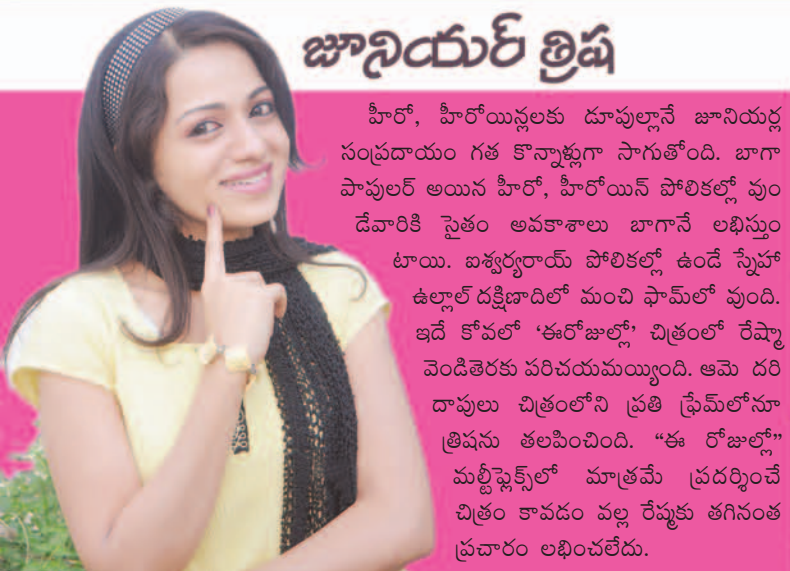 జూనియర్ త్రిష
హీరో, హీరోయిన్లలకు డూపుల్లానే జూనియర్ల
సంప్రదాయం గత కొన్నాళ్లుగా సాగుతోంది. బాగా
పాపులర్ అయిన హీరో, హీరోయిన్ పోలికల్లో వుం
డేవారికి సైతం అవకాశాలు బాగానే లభిస్తుం
టాయి. ఐశ్వర్యరాయ్ పోలికల్లో ఉండే స్నేహా
ఉల్లాల్ దక్షిణాదిలో మంచి ఫామ్‌లో వుంది.
ఇదే కోవలో ‘ఈరోజుల్లో’ చిత్రంలో రేష్మా
వెండితెరకు పరిచయమయ్యింది. ఆమె దరి
దాపులు చిత్రంలోని ప్రతి ఫ్రేమ్‌లోనూ
త్రిషను తలపించింది. “ఈ రోజుల్లో”
మల్టీఫ్లెక్స్‌లో మాత్రమే ప్రదర్శించే
చిత్రం కావడం వల్ల రేష్మకు తగినంత
ప్రచారం లభించలేదు.